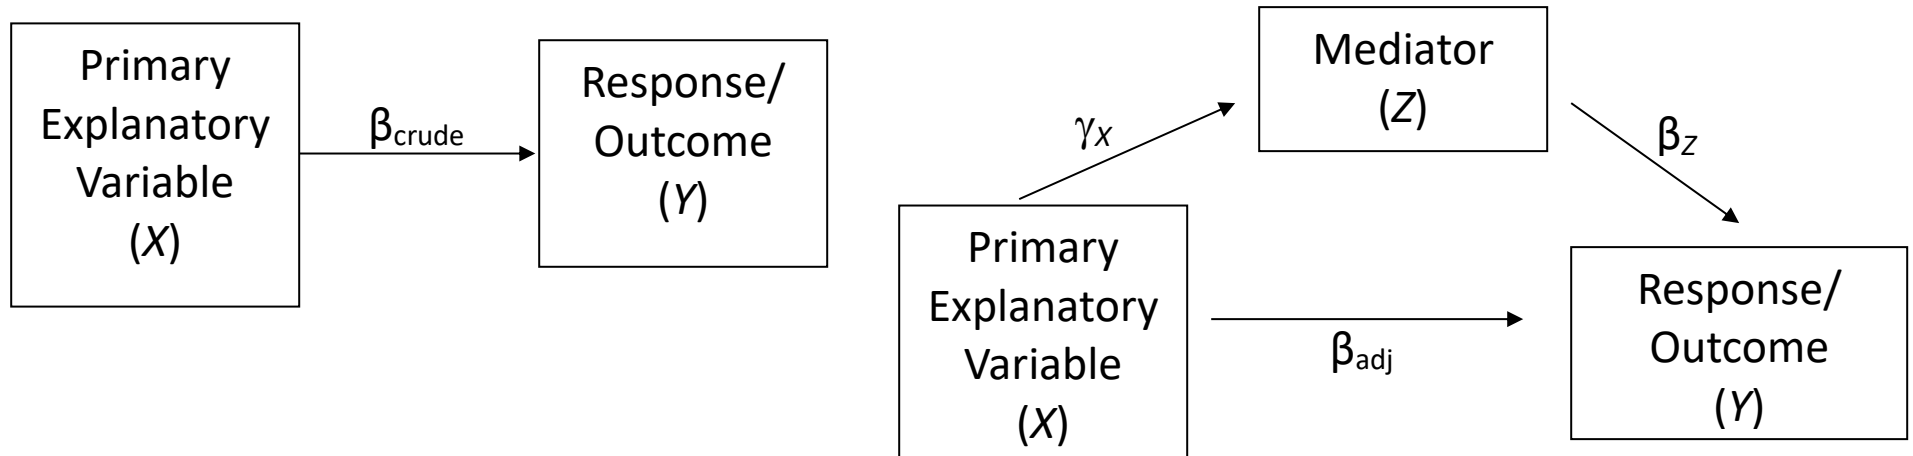 Primary
Explanatory
Variable
(X)
βcrude
Response/
Outcome
(Y)
Primary
Explanatory
Variable
(X)
γX
Mediator
(Z)
βZ
βadj
Response/
Outcome
(Y)